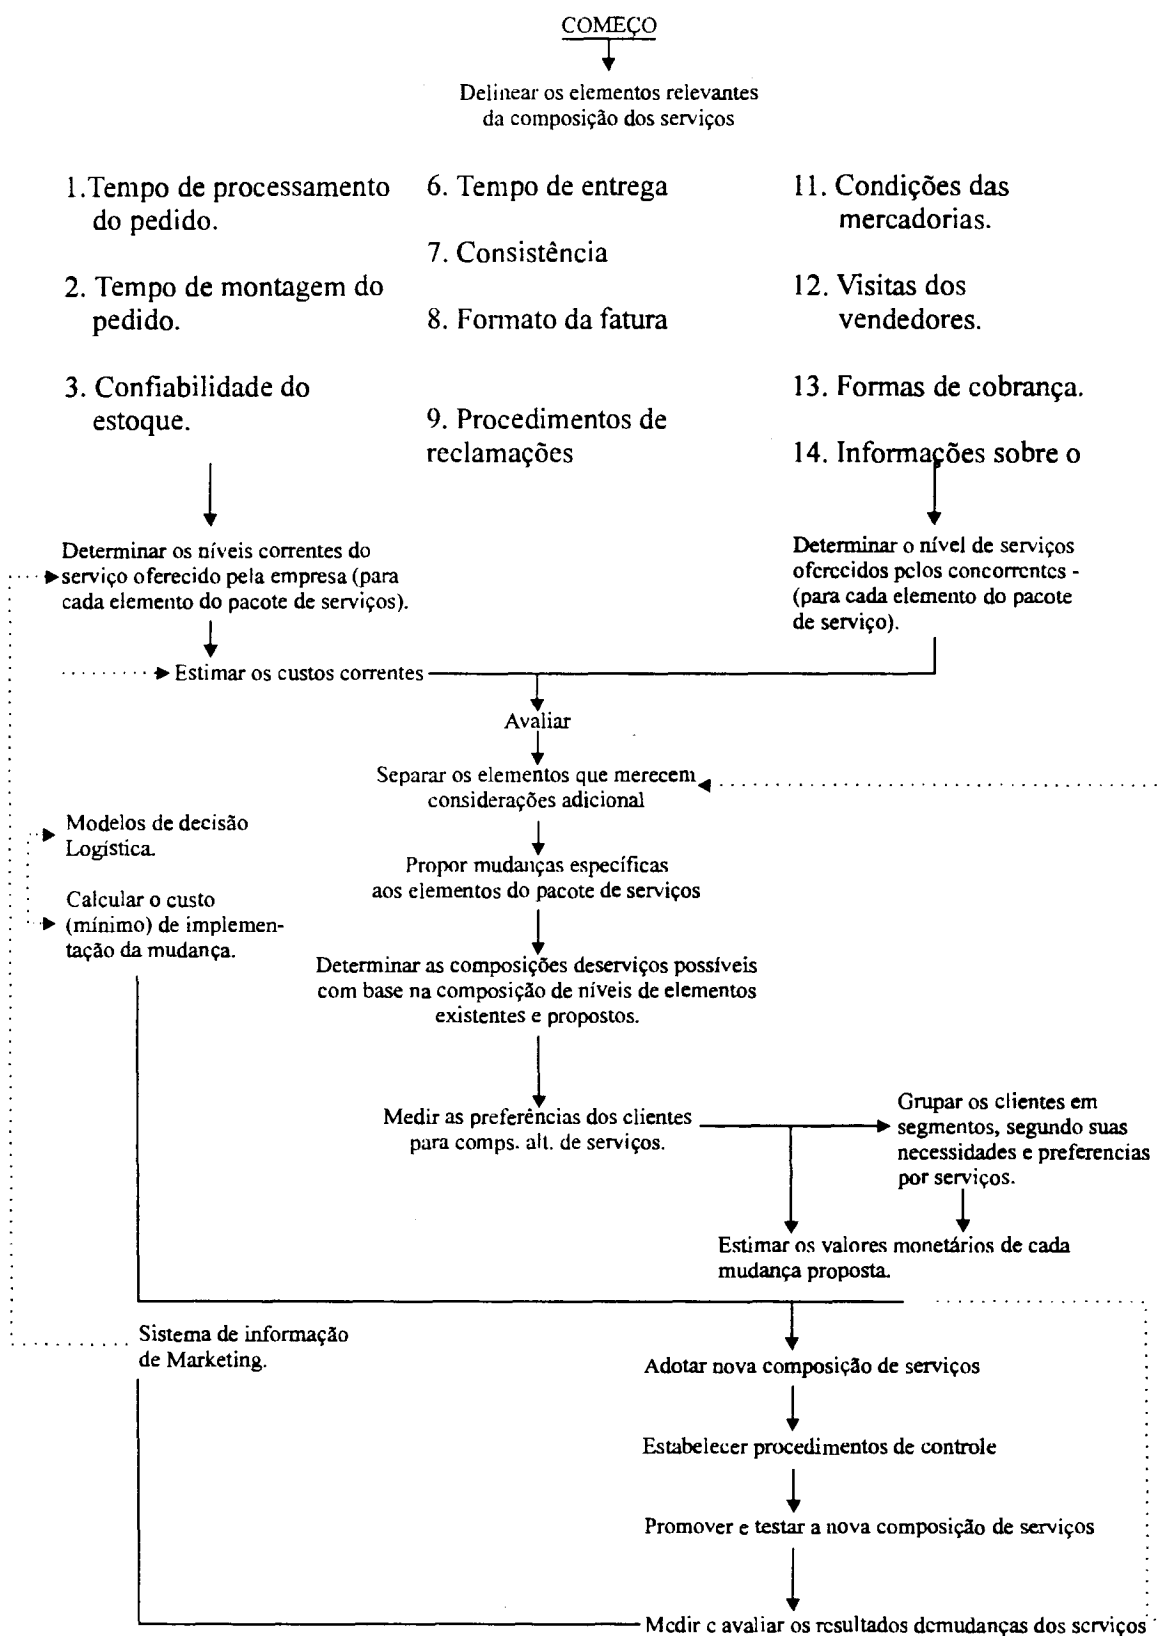 COMEÇO
Delinear os elementos relevantes
da composição dos serviços
1.Tempo de processamento
do pedido.
2. Tempo de montagem do
pedido.
3. Confiabilidade do
estoque.
6. Tempo de entrega
7. Consistência
8. Formato da fatura
9. Procedimentos de
reclamações
11. Condições das
mercadorias.
12. Visitas dos
vendedores.
13. Formas de cobrança.
14. Informações sobre o
Determinar os níveis correntes do
serviço oferecido pela empresa (para
cada elemento do pacote de serviços).
Determinar o nível de serviços
oferecidos pelos concorrentes -
(para cada elemento do pacote
de serviço).
Estimar os custos correntes
Avaliar
Separar os elementos que merecem
considerações adicional
Modelos de decisão
Logística.
Propor mudanças específicas
aos elementos do pacote de serviços
Calcular o custo
(mínimo) de implemen-
tação da mudança.
Determinar as composições deserviços possíveis
com base na composição de níveis de elementos
existentes e propostos.
Medir as preferências dos clientes
para comps. alt. de serviços.
Grupar os clientes em
segmentos, segundo suas
necessidades e preferencias
por serviços.
Estimar os valores monetários de cada
mudança proposta.
Sistema de informação
de Marketing.
Adotar nova composição de serviços
Estabelecer procedimentos de controle
Promover e testar a nova composição de serviços
Medir e avaliar os resultados demudanças dos serviços